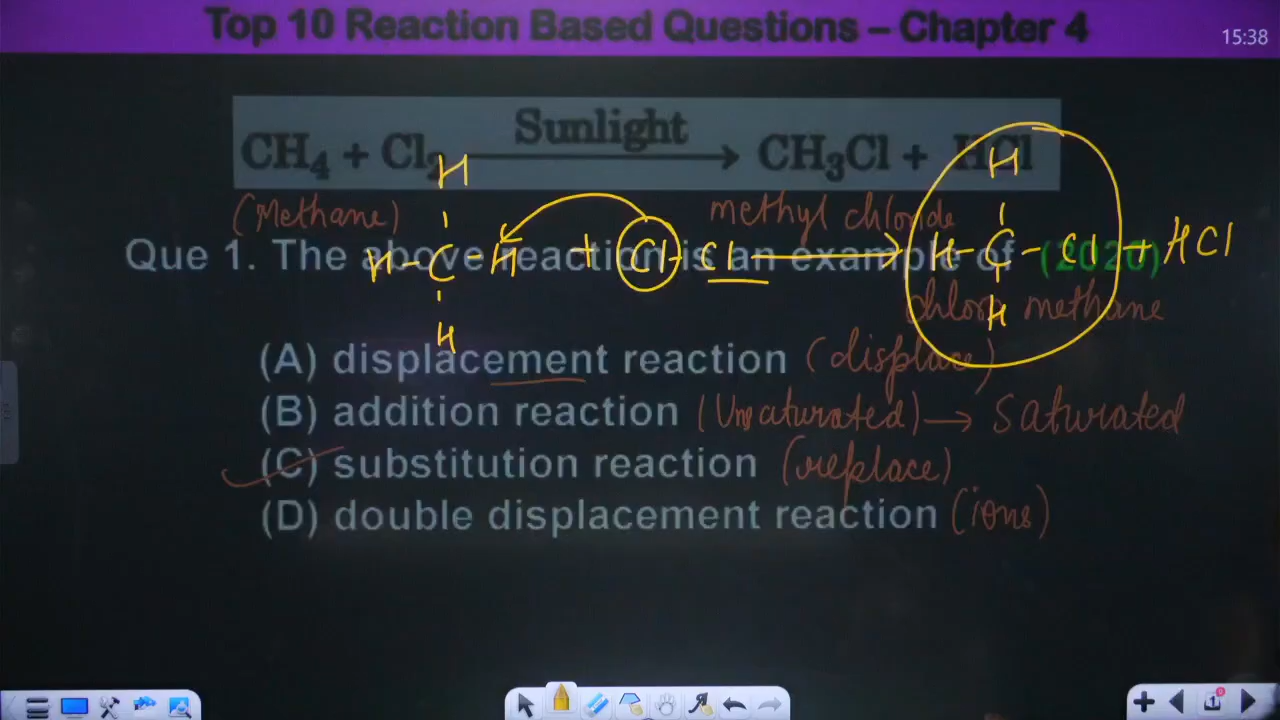 Top 10 Reaction Based Questions – Chapter 4
15:38
CH₄ + Cl₂ Sunlight → CH₃Cl + HCl
(Methane) methyl chloride
Que 1. The above reaction is an example of (2020)
H
H - C - H + Cl - Cl → H - C - Cl + HCl
H
H
H
chloro methane
(A) displacement reaction (displace)
(B) addition reaction (Unsaturated) → Saturated
(C) substitution reaction (replace)
(D) double displacement reaction (ions)